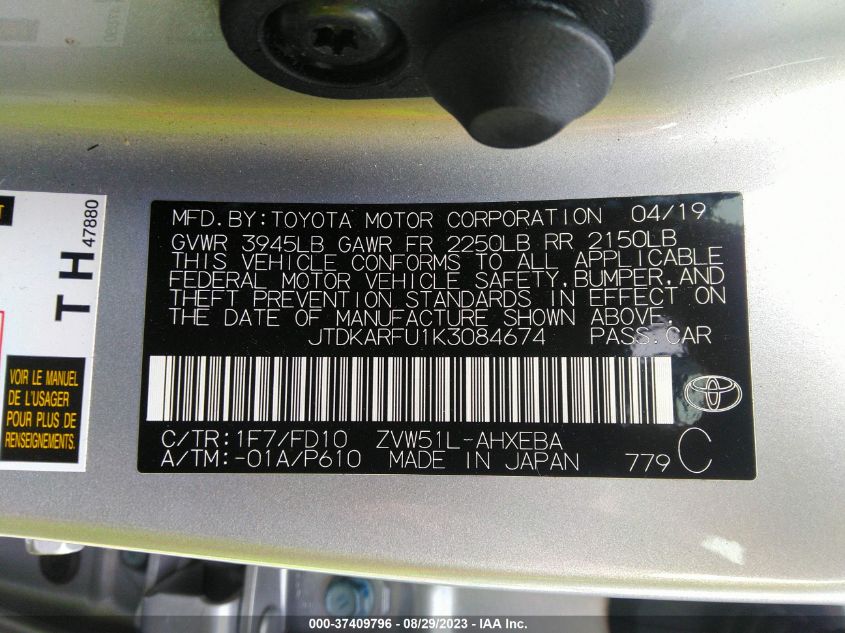 MFD. BY: TOYOTA MOTOR CORPORATION 04/19
GVWR 3945LB GAWR FR 2250LB RR 2150LB
THIS VEHICLE CONFORMS TO ALL APPLICABLE
FEDERAL MOTOR VEHICLE SAFETY, BUMPER, AND
THEFT PREVENTION STANDARDS IN EFFECT ON
THE DATE OF MANUFACTURE SHOWN ABOVE.
JTDKARFU1K3084674 PASS. CAR
C/TR: 1F7/FD10 ZVW51L-AHXEBA C
A/TM: -01A/P610 MADE IN JAPAN 779
TH
47880
VOIR LE MANUEL
DE L'USAGER
POUR PLUS DE
RENSEIGNEMENTS
000-37409796 - 08/29/2023 - IAA Inc.